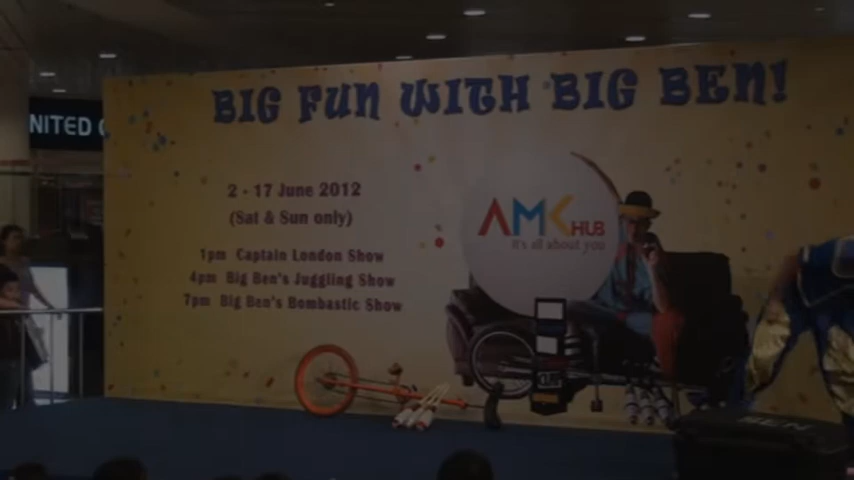 BIG FUN WITH BIG BEN!
NITED
2 - 17 June 2012
(Sat & Sun only)
1pm Captain London Show
4pm Big Ben's Juggling Show
7pm Big Ben's Bombastic Show
AMK HUB
it's all about you
BEN